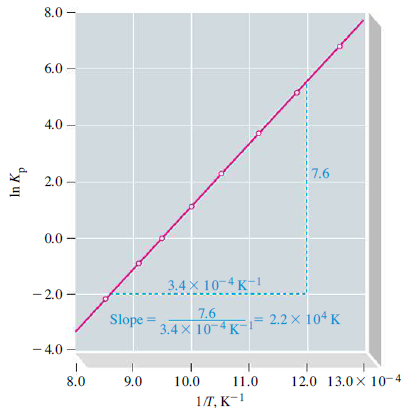 8.0
6.0
4.0
2.0
0.0
−2.0
−4.0
ln Kp
7.6
3.4 × 10−4 K−1
Slope = 7.6 / 3.4 × 10−4 K−1 = 2.2 × 104 K
8.0 9.0 10.0 11.0 12.0 13.0 × 10−4
1/T, K−1